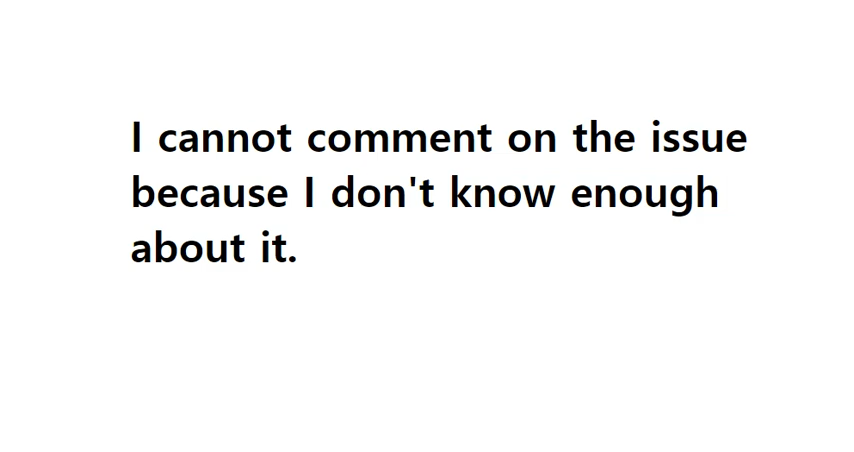 I cannot comment on the issue
because I don't know enough
about it.